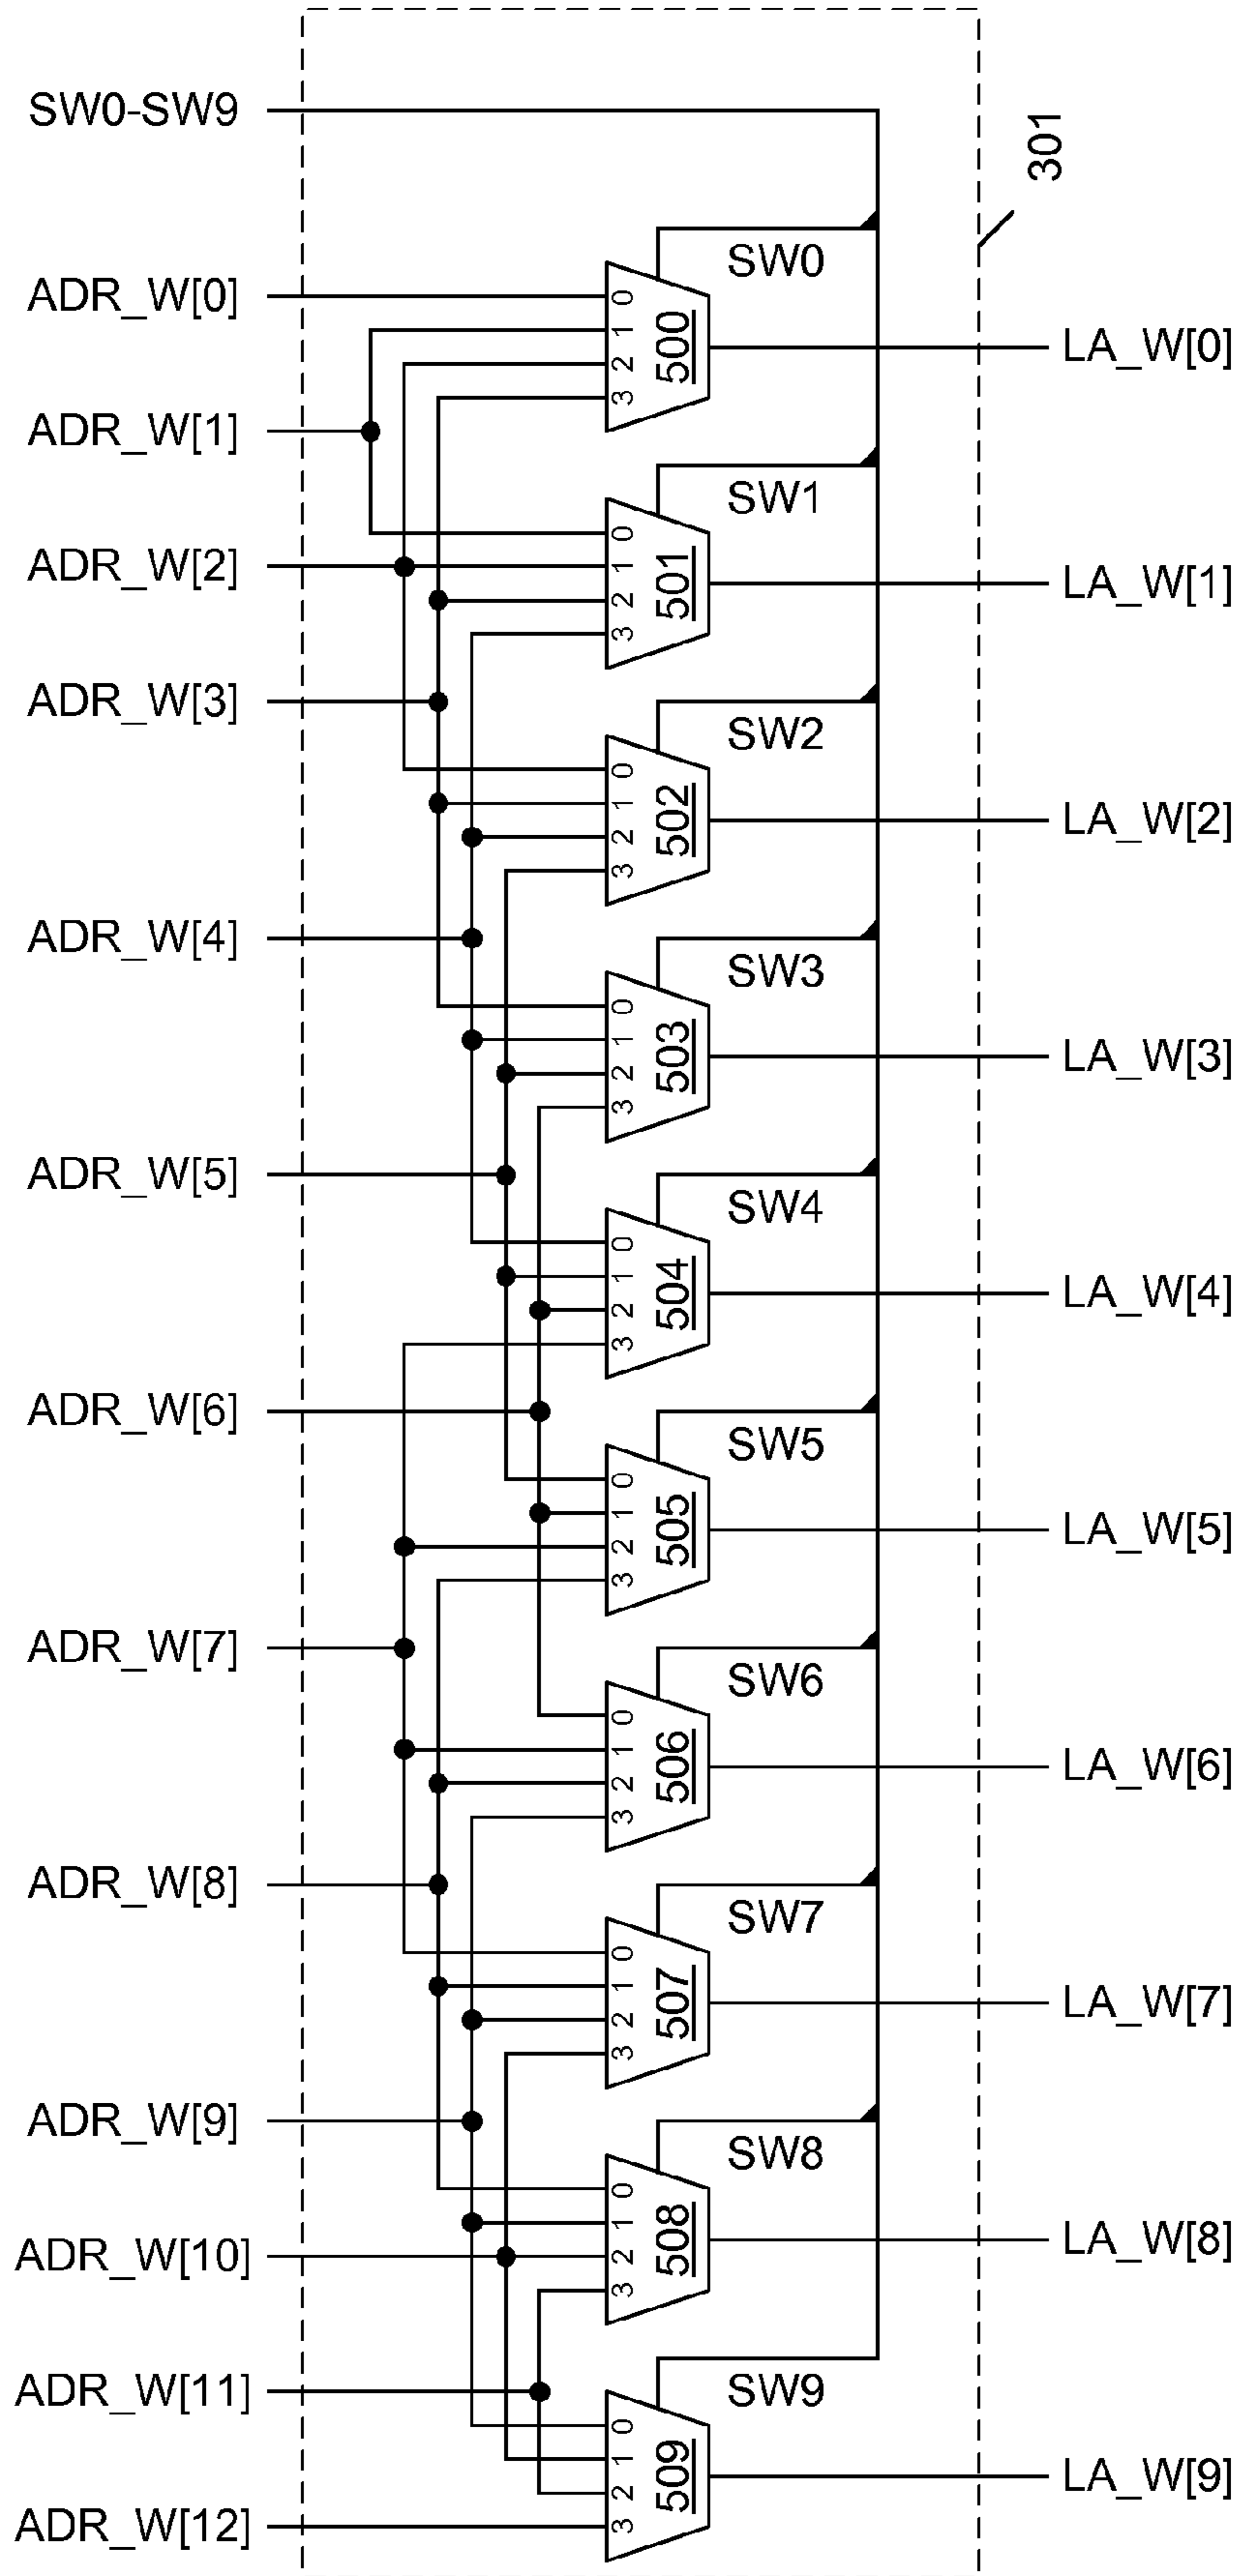 SW0-SW9
301
SW0
ADR_W[0]
0
1
2
3
500
LA_W[0]
ADR_W[1]
SW1
0
1
2
3
501
LA_W[1]
ADR_W[2]
ADR_W[3]
SW2
0
1
2
3
502
LA_W[2]
ADR_W[4]
SW3
0
1
2
3
503
LA_W[3]
ADR_W[5]
SW4
0
1
2
3
504
LA_W[4]
ADR_W[6]
SW5
0
1
2
3
505
LA_W[5]
ADR_W[7]
SW6
0
1
2
3
506
LA_W[6]
ADR_W[8]
SW7
0
1
2
3
507
LA_W[7]
ADR_W[9]
SW8
0
1
2
3
508
LA_W[8]
ADR_W[10]
ADR_W[11]
SW9
0
1
2
3
509
LA_W[9]
ADR_W[12]